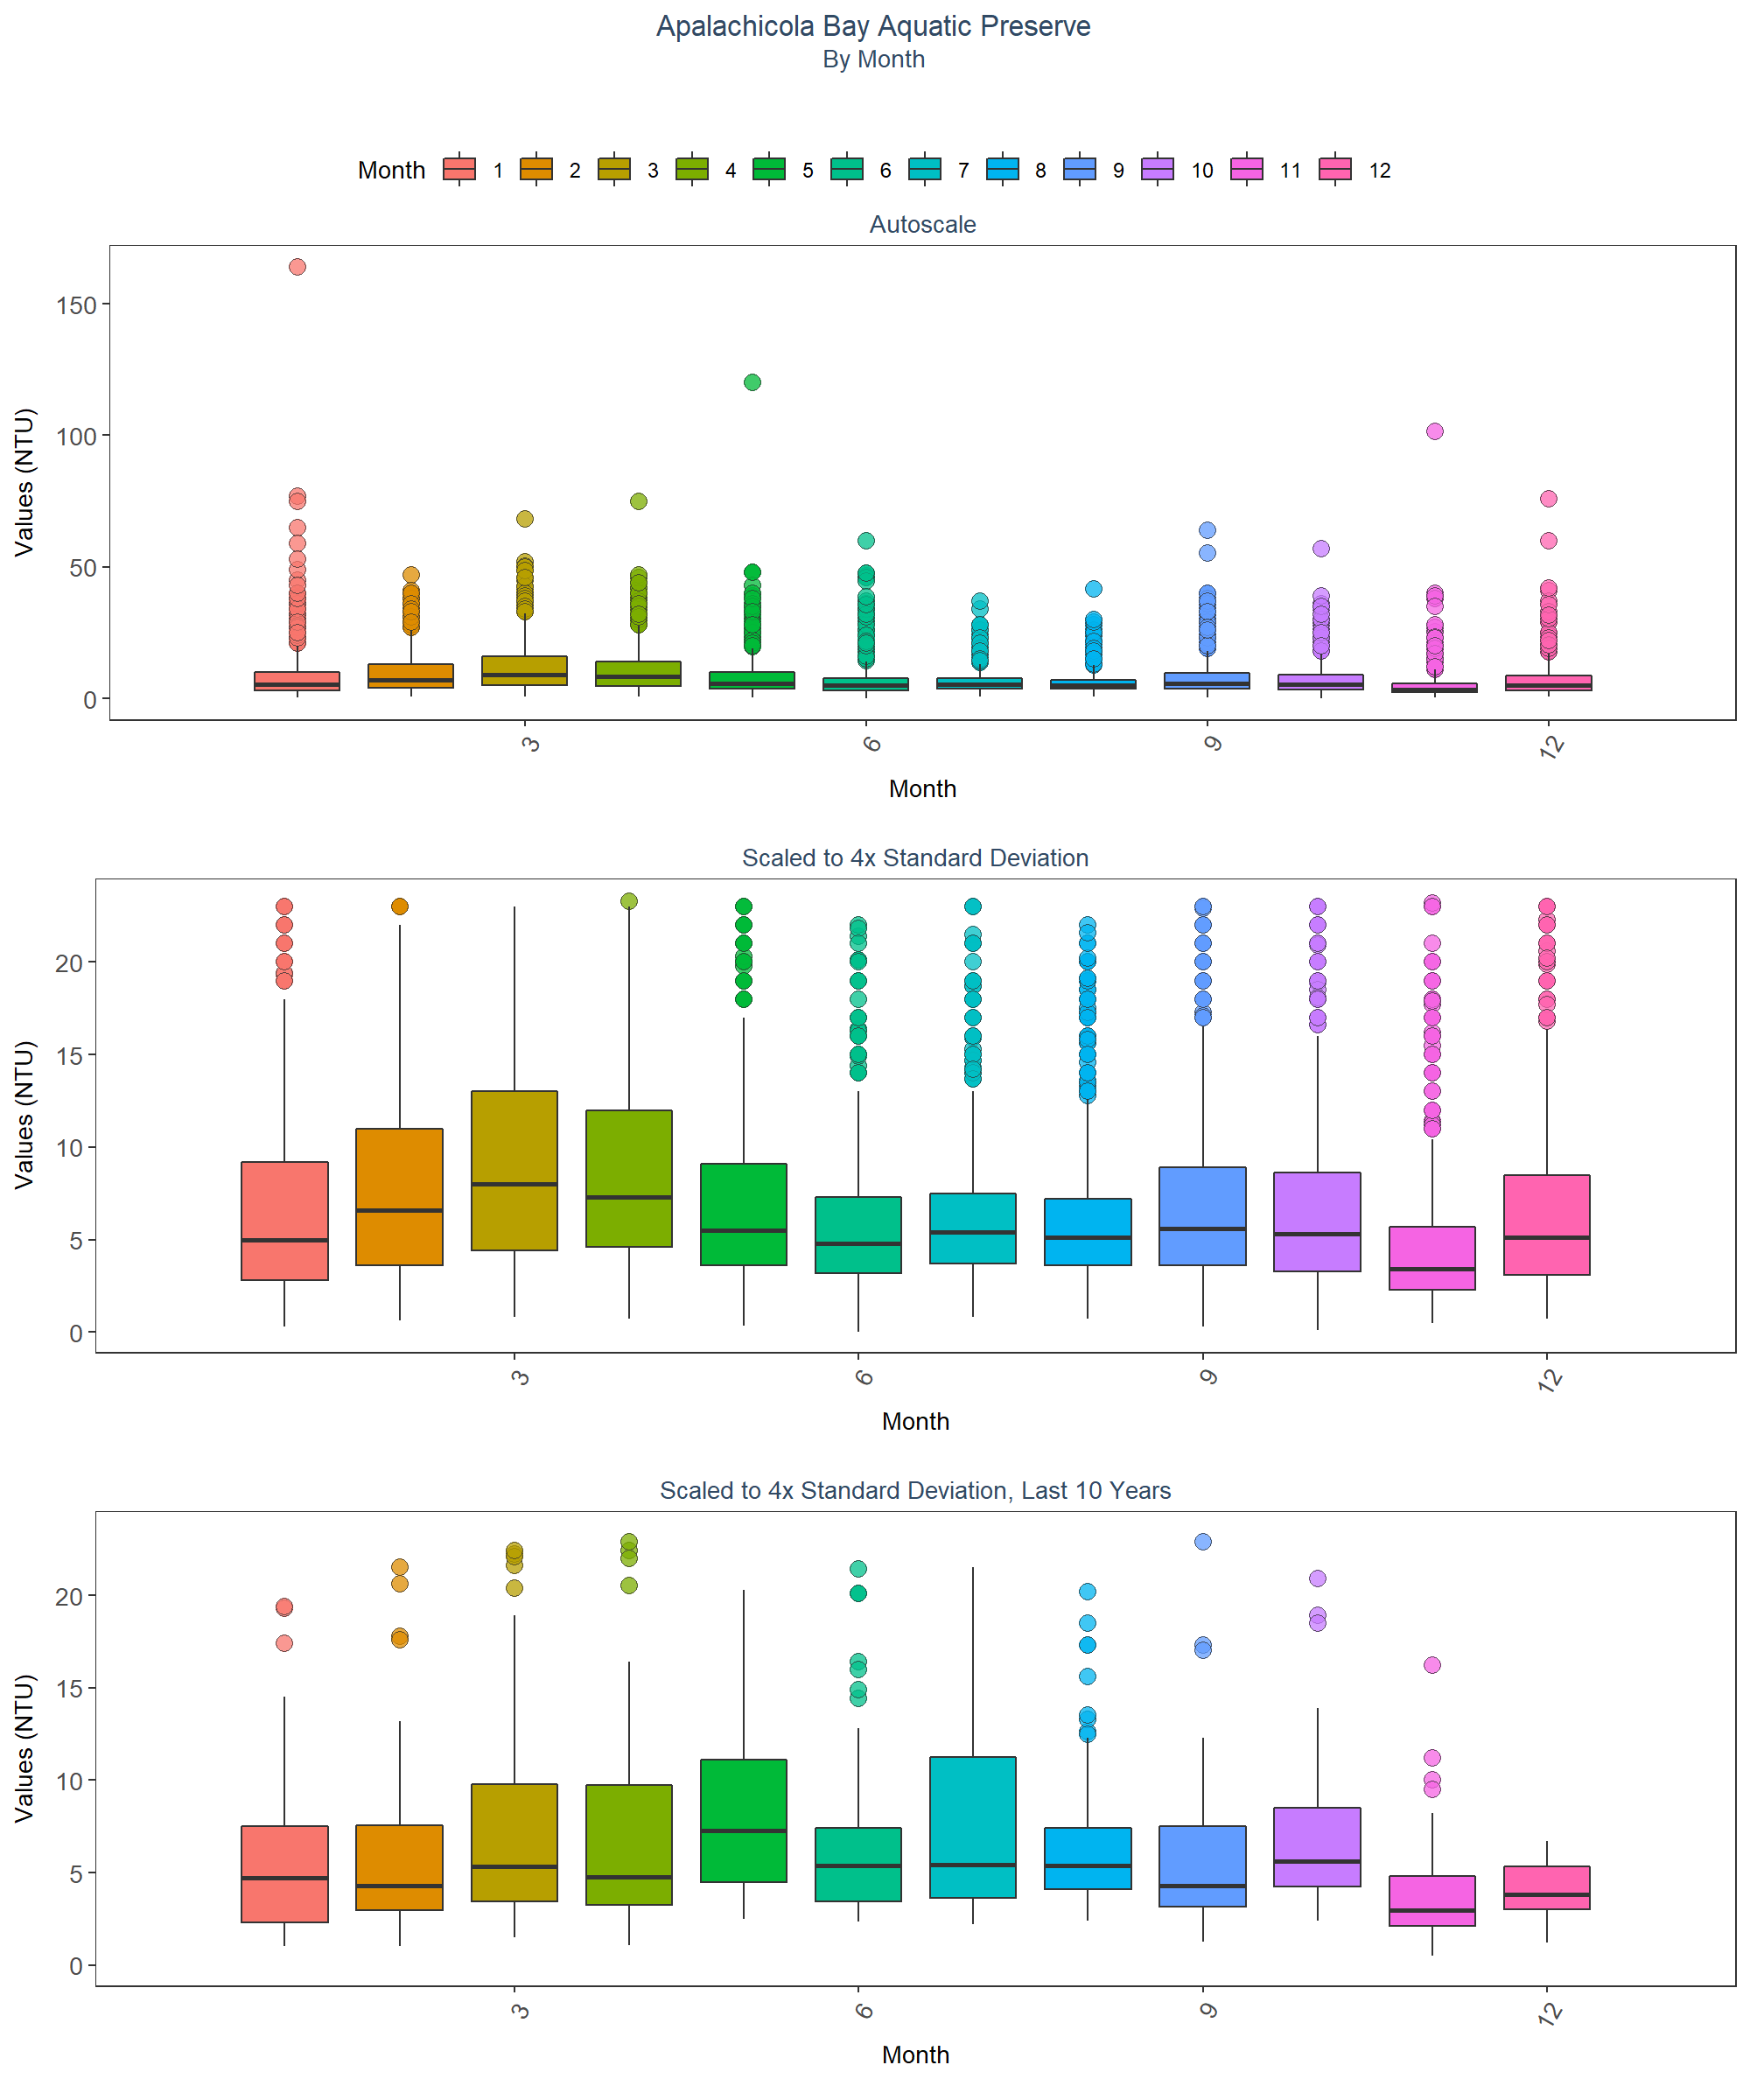 Apalachicola Bay Aquatic Preserve
By Month
Month 1 2 3 4 5 6 7 8 9 10 11 12
Autoscale
Values (NTU)
150
100
50
0
3 6 9 12
Month
Scaled to 4x Standard Deviation
Values (NTU)
20
15
10
5
0
3 6 9 12
Month
Scaled to 4x Standard Deviation, Last 10 Years
Values (NTU)
20
15
10
5
0
3 6 9 12
Month